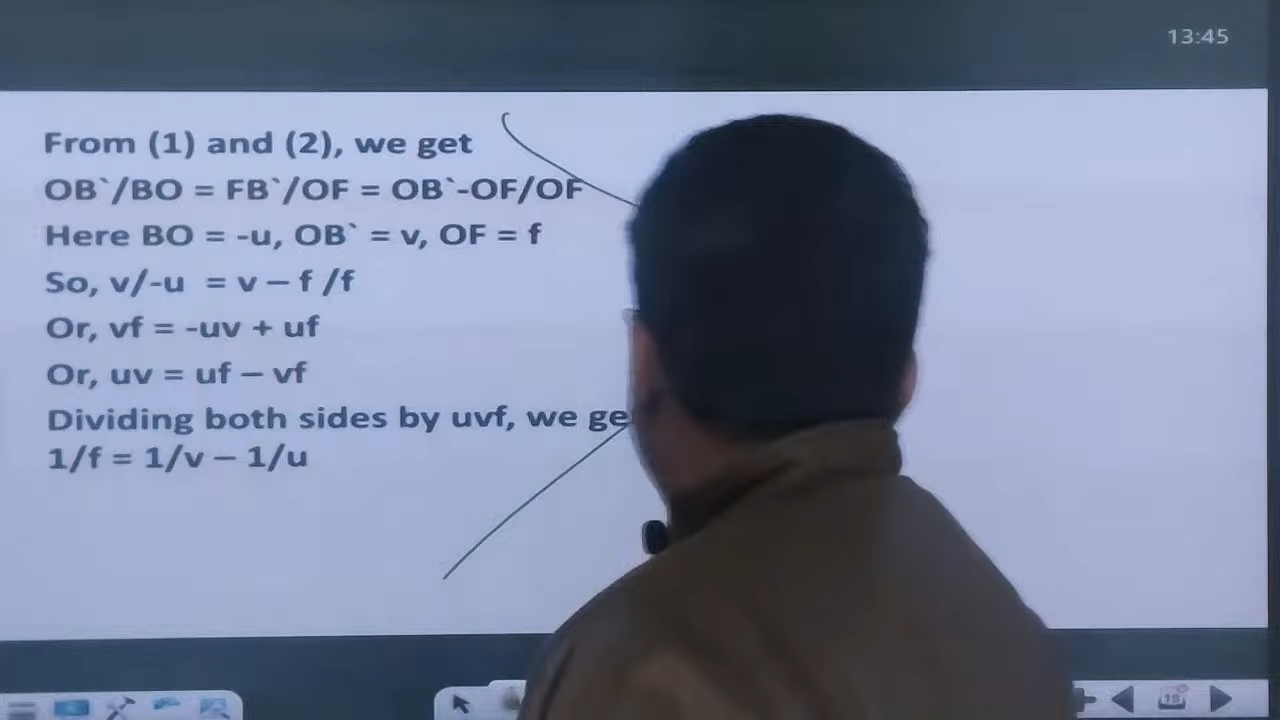 13:45
From (1) and (2), we get
OB`/BO = FB`/OF = OB`-OF/OF
Here BO = -u, OB` = v, OF = f
So, v/-u = v – f /f
Or, vf = -uv + uf
Or, uv = uf – vf
Dividing both sides by uvf, we ge
1/f = 1/v – 1/u
19